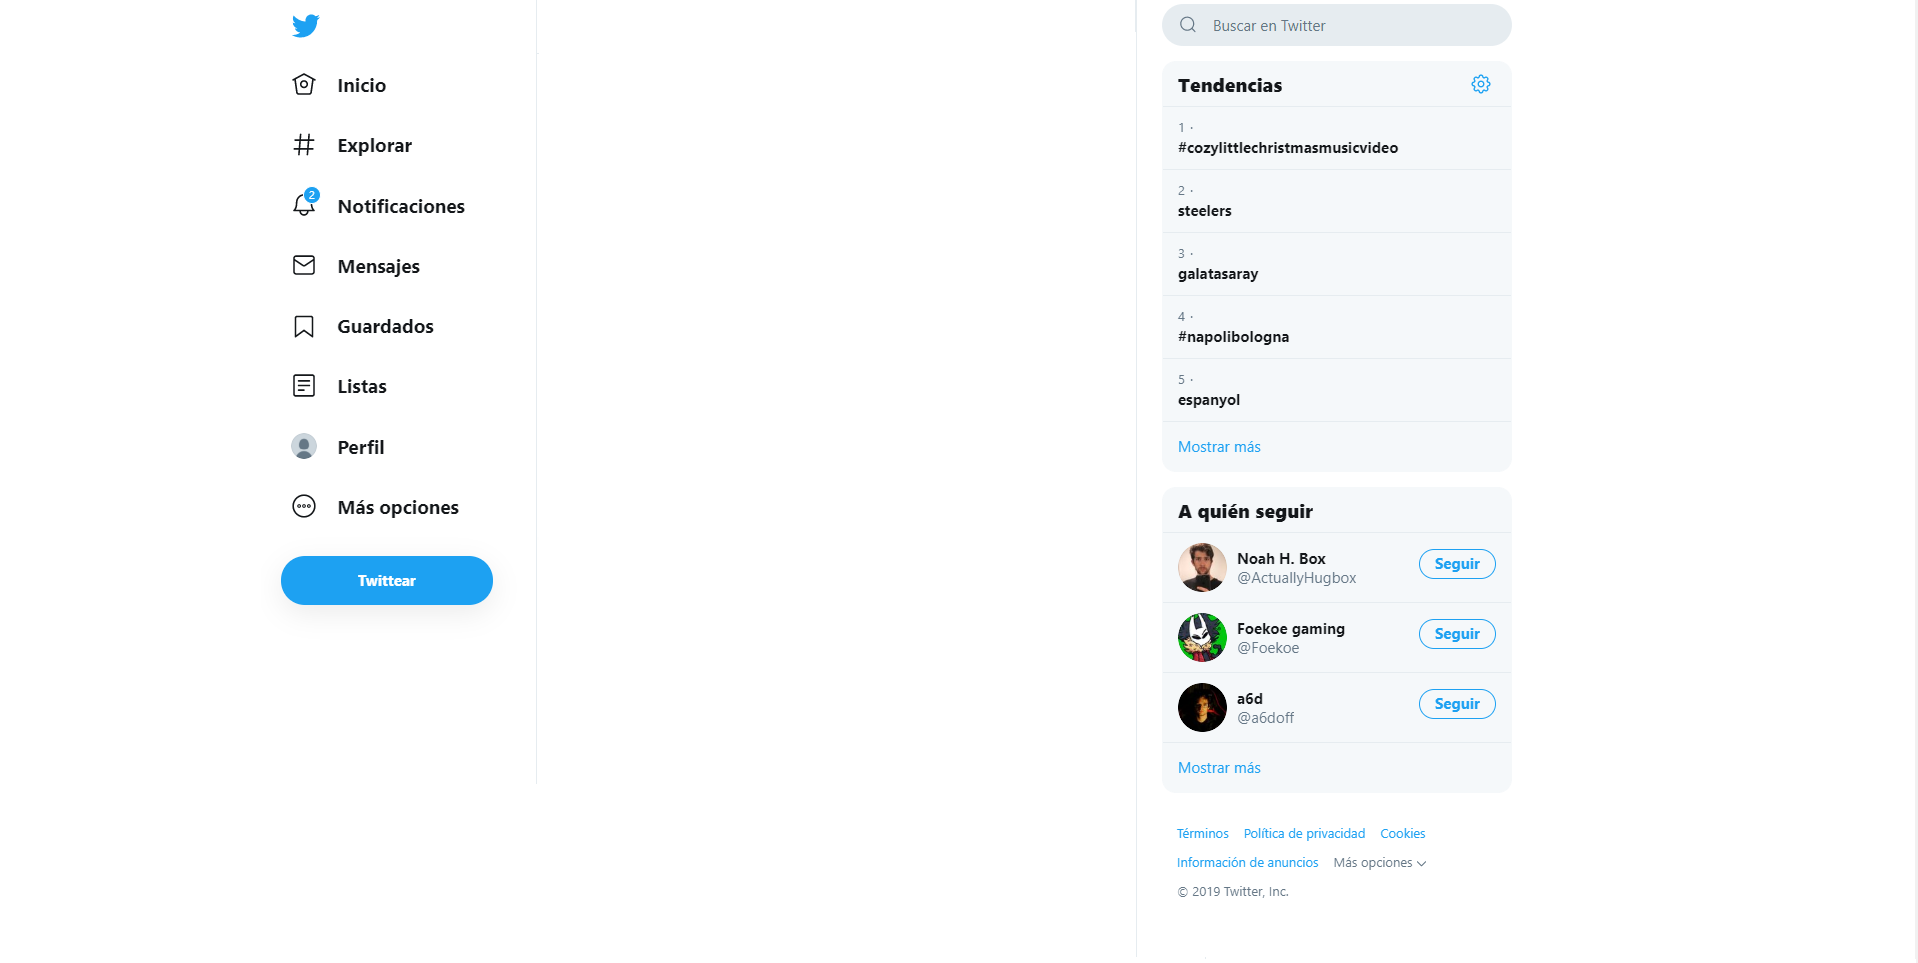 Inicio
Explorar
2
Notificaciones
Mensajes
Guardados
Listas
Perfil
Más opciones
Twittear
Buscar en Twitter
Tendencias
1 ·
#cozylittlechristmasmusicvideo
2 ·
steelers
3 ·
galatasaray
4 ·
#napolibologna
5 ·
espanyol
Mostrar más
A quién seguir
Noah H. Box
@ActuallyHugbox
Seguir
Foekoe gaming
@Foekoe
Seguir
a6d
@a6doff
Seguir
Mostrar más
Términos Política de privacidad Cookies
Información de anuncios Más opciones
© 2019 Twitter, Inc.